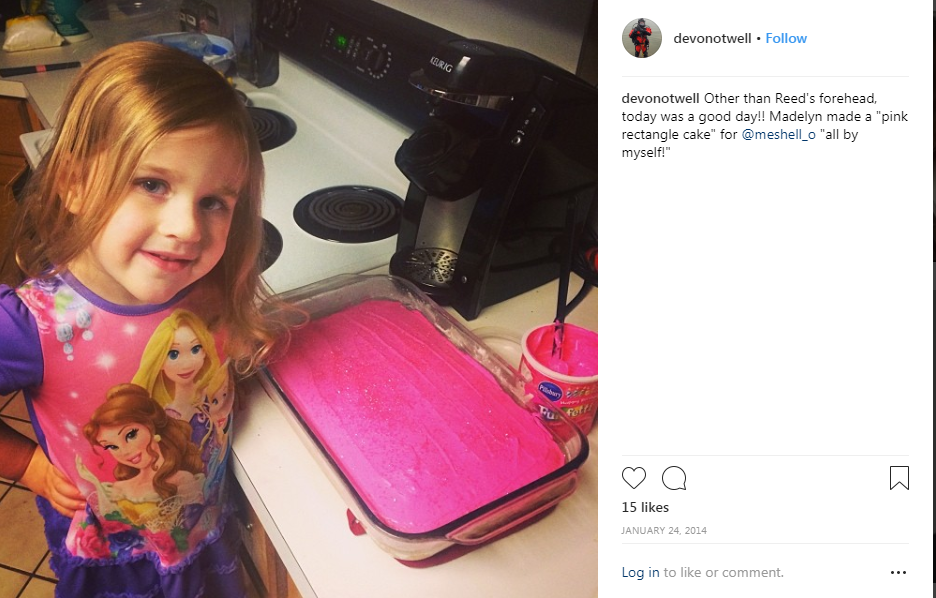 KEURIG
Pillsbury
Funfetti
devonotwell • Follow
devonotwell Other than Reed's forehead,
today was a good day!! Madelyn made a "pink
rectangle cake" for @meshell_o "all by
myself!"
15 likes
JANUARY 24, 2014
Log in to like or comment.